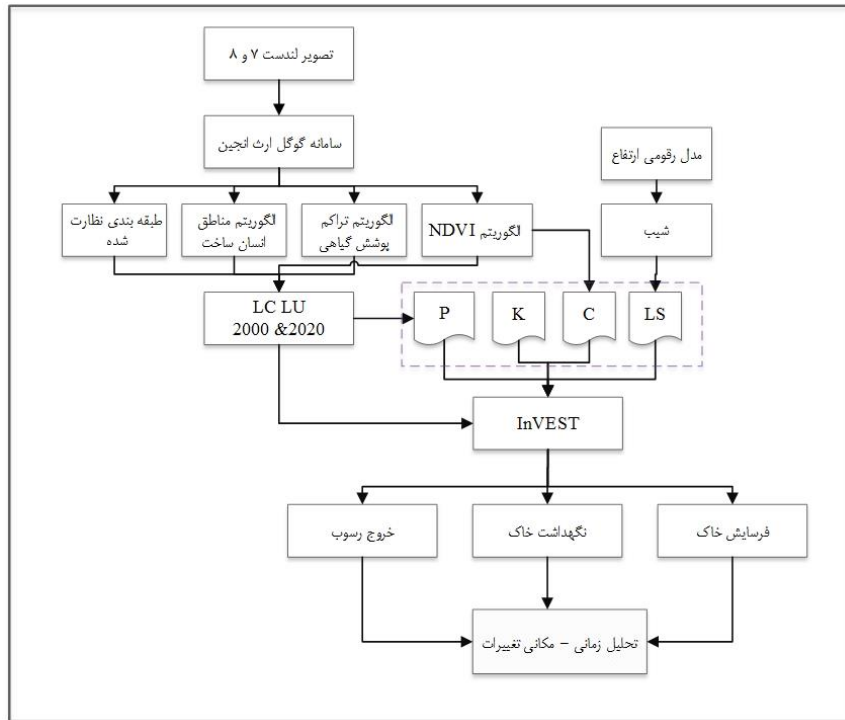 تصویر لندست ۷ و ۸
سامانه گوگل ارث انجین
مدل رقومی ارتفاع
طبقه بندی نظارت
شده
الگوریتم مناطق
انسان ساخت
الگوریتم تراکم
پوشش گیاهی
الگوریتم NDVI
شیب
LC LU
2000 &2020
P
K
C
LS
InVEST
خروج رسوب
نگهداشت خاک
فرسایش خاک
تحلیل زمانی – مکانی تغییرات